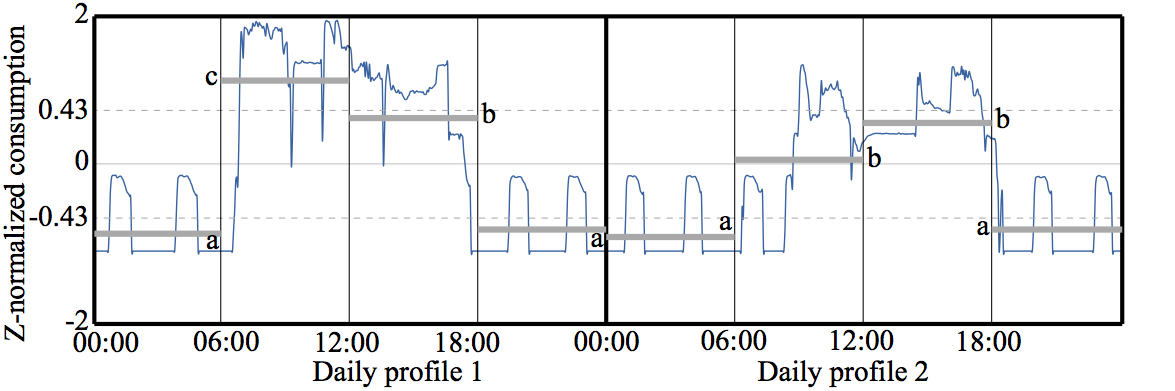 Z-normalized consumption
2
0.43
0
-0.43
-2
c
b
a
a
a
b
b
a
00:00 06:00 12:00 18:00 00:00 06:00 12:00 18:00
Daily profile 1 Daily profile 2